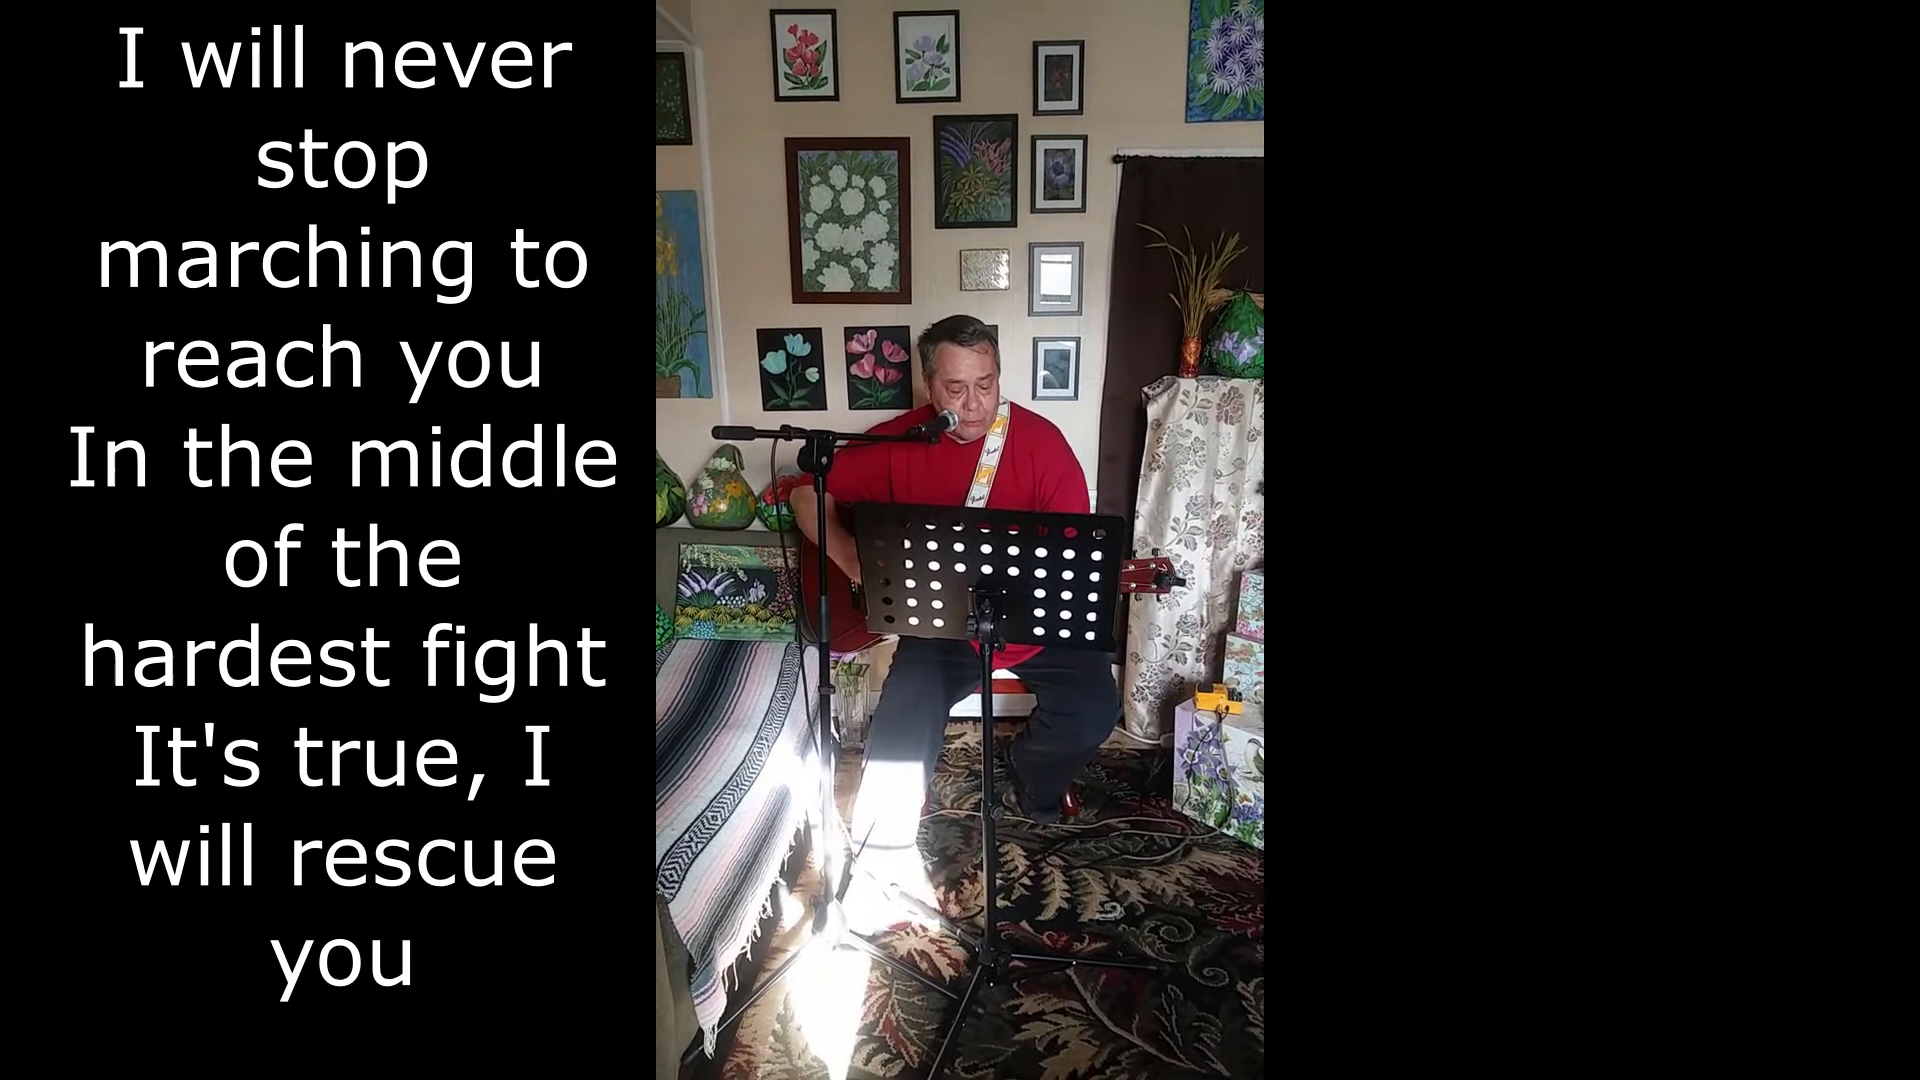 I will never
stop
marching to
reach you
In the middle
of the
hardest fight
It's true, I
will rescue
you